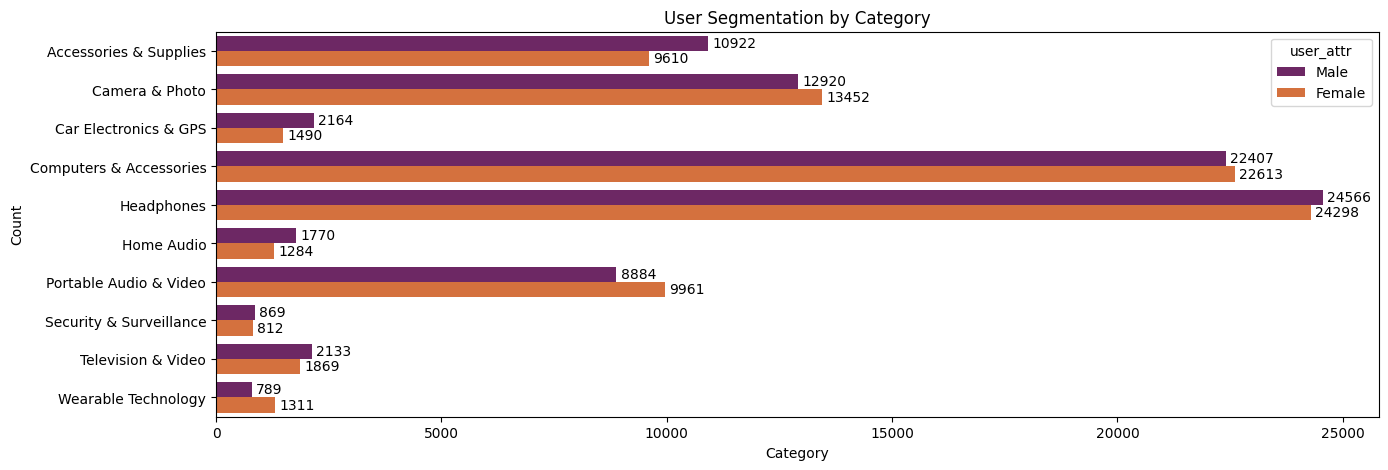 User Segmentation by Category
user_attr
Male
Female
Count
Accessories & Supplies
10922
9610
Camera & Photo
12920
13452
Car Electronics & GPS
2164
1490
Computers & Accessories
22407
22613
Headphones
24566
24298
Home Audio
1770
1284
Portable Audio & Video
8884
9961
Security & Surveillance
869
812
Television & Video
2133
1869
Wearable Technology
789
1311
0 5000 10000 15000 20000 25000
Category